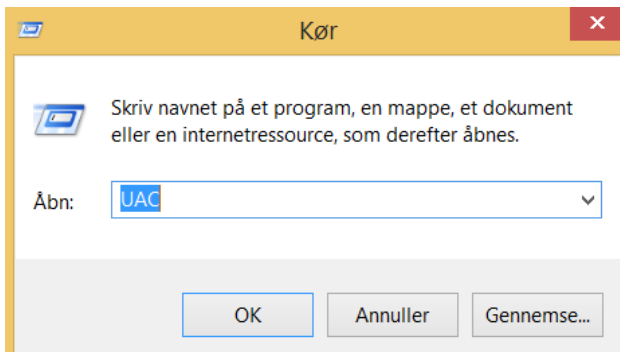 Kør
Skriv navnet på et program, en mappe, et dokument
eller en internetressource, som derefter åbnes.
Åbn: UAC
OK Annuller Gennemse...